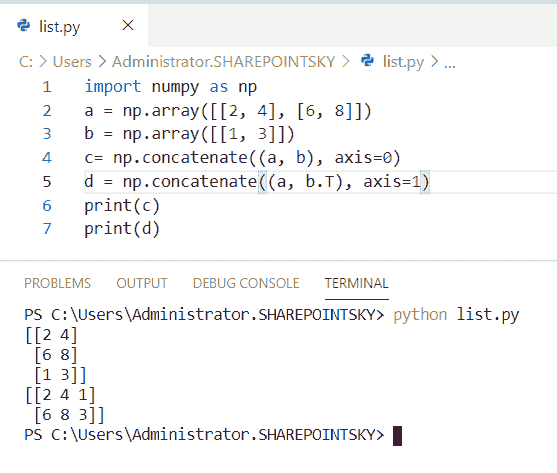 list.py ×
C: > Users > Administrator.SHAREPOINTSKY > list.py > ...
1 import numpy as np
2 a = np.array([[2, 4], [6, 8]])
3 b = np.array([[1, 3]])
4 c= np.concatenate((a, b), axis=0)
5 d = np.concatenate((a, b.T), axis=1)
6 print(c)
7 print(d)
PROBLEMS OUTPUT DEBUG CONSOLE TERMINAL
PS C:\Users\Administrator.SHAREPOINTSKY> python list.py
[[2 4]
 [6 8]
 [1 3]]
[[2 4 1]
 [6 8 3]]
PS C:\Users\Administrator.SHAREPOINTSKY>